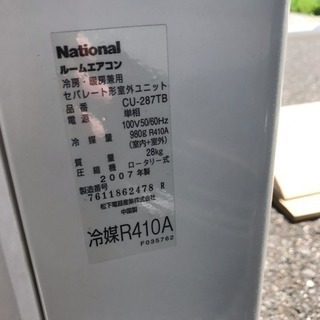 National
ルームエアコン
冷房・暖房兼用
セパレート形室外ユニット
品番 CU-287TB
電源 単相
100V50/60Hz
冷媒量 980g R410A
(室内+室外)
質量 28kg
圧縮機 ロータリー式
2007年製
製造番号 7611862478 R
松下電器産業株式会社
中国製
冷媒R410A
F035762